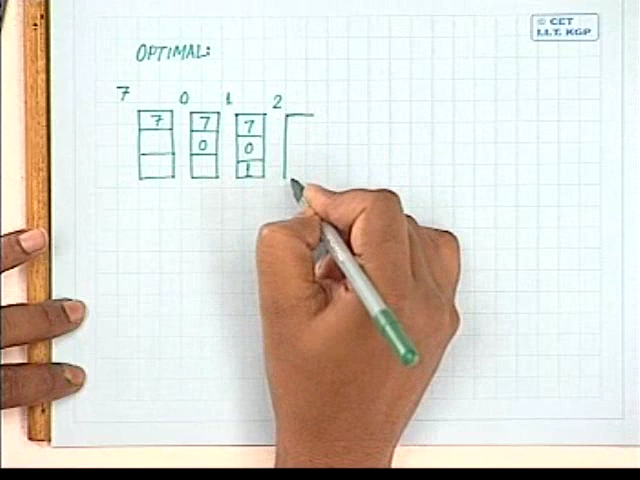 © CET
I.I.T. KGP
OPTIMAL:
7 0 1 2
7 7 7
0 0
1